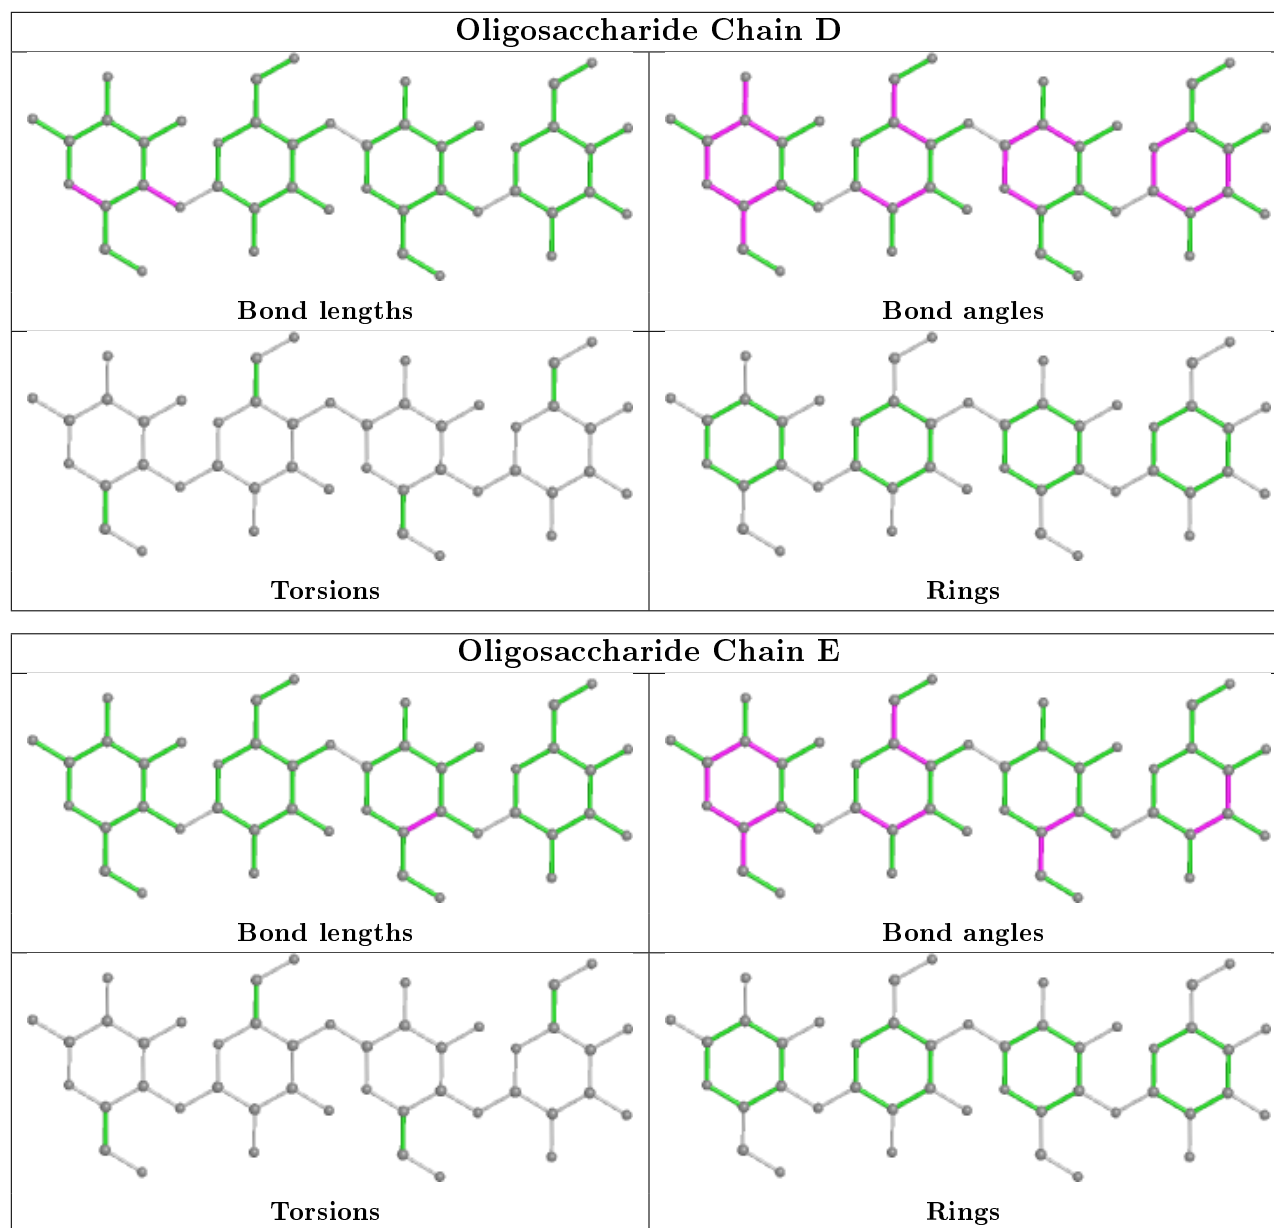 Oligosaccharide Chain D
Bond lengths
Bond angles
Torsions
Rings
Oligosaccharide Chain E
Bond lengths
Bond angles
Torsions
Rings